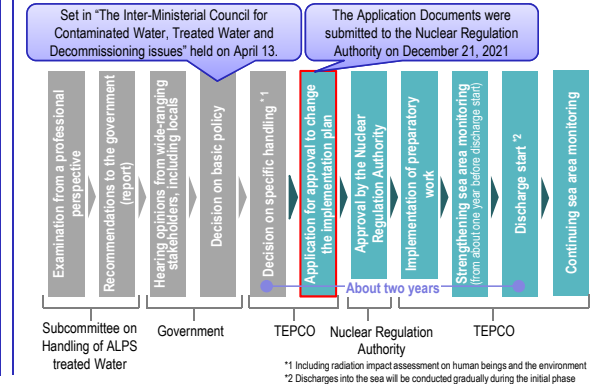 Set in "The Inter-Ministerial Council for
Contaminated Water, Treated Water and
Decommissioning issues" held on April 13.
The Application Documents were
submitted to the Nuclear Regulation
Authority on December 21, 2021
Examination from a professional
perspective
Recommendations to the government
(report)
Hearing opinions from wide-ranging
stakeholders, including locals
Decision on basic policy
Decision on specific handling *1
Application for approval to change
the implementation plan
Approval by the Nuclear
Regulation Authority
Implementation of preparatory
work
Strengthening sea area monitoring
(from about one year before discharge start)
Discharge start *2
Continuing sea area monitoring
About two years
Subcommittee on
Handling of ALPS
treated Water
Government
TEPCO
Nuclear Regulation
Authority
TEPCO
*1 Including radiation impact assessment on human beings and the environment
*2 Discharges into the sea will be conducted gradually during the initial phase